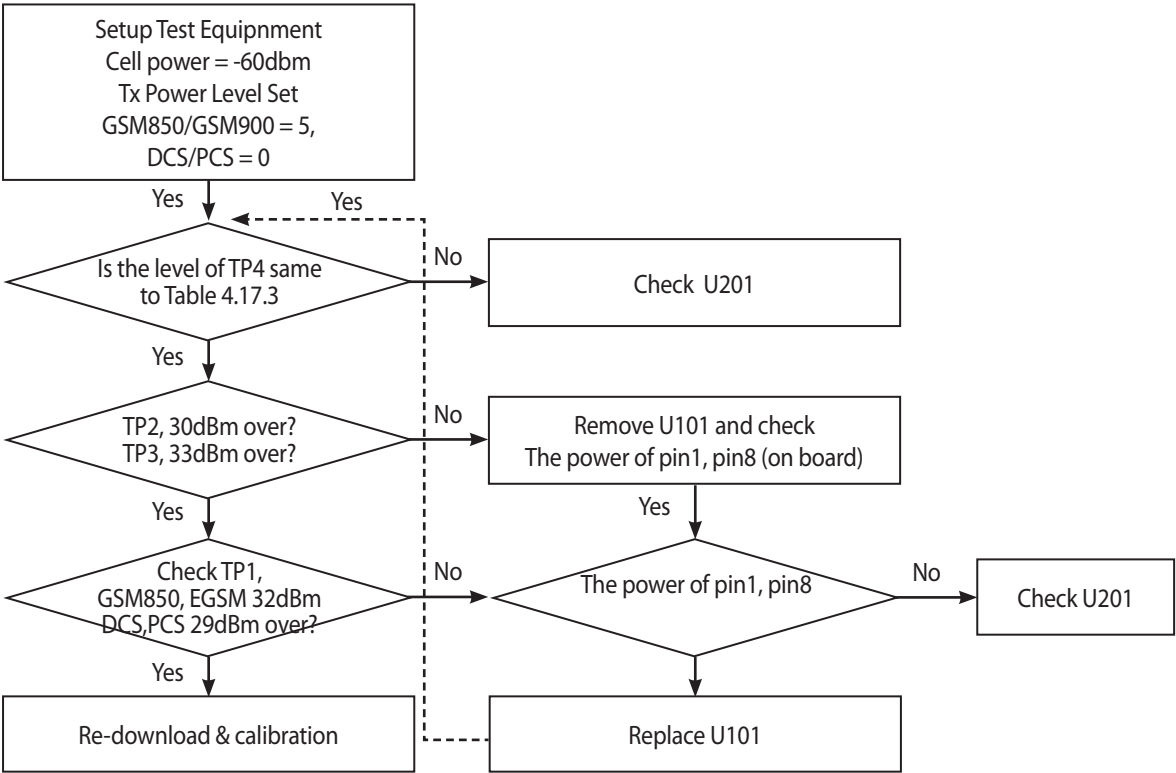 Setup Test Equipnment
Cell power = -60dbm
Tx Power Level Set
GSM850/GSM900 = 5,
DCS/PCS = 0
Yes
Yes
Is the level of TP4 same
to Table 4.17.3
No
Check U201
Yes
TP2, 30dBm over?
TP3, 33dBm over?
No
Remove U101 and check
The power of pin1, pin8 (on board)
Yes
Yes
Check TP1,
GSM850, EGSM 32dBm
DCS,PCS 29dBm over?
No
The power of pin1, pin8
No
Check U201
Yes
Re-download & calibration
Replace U101